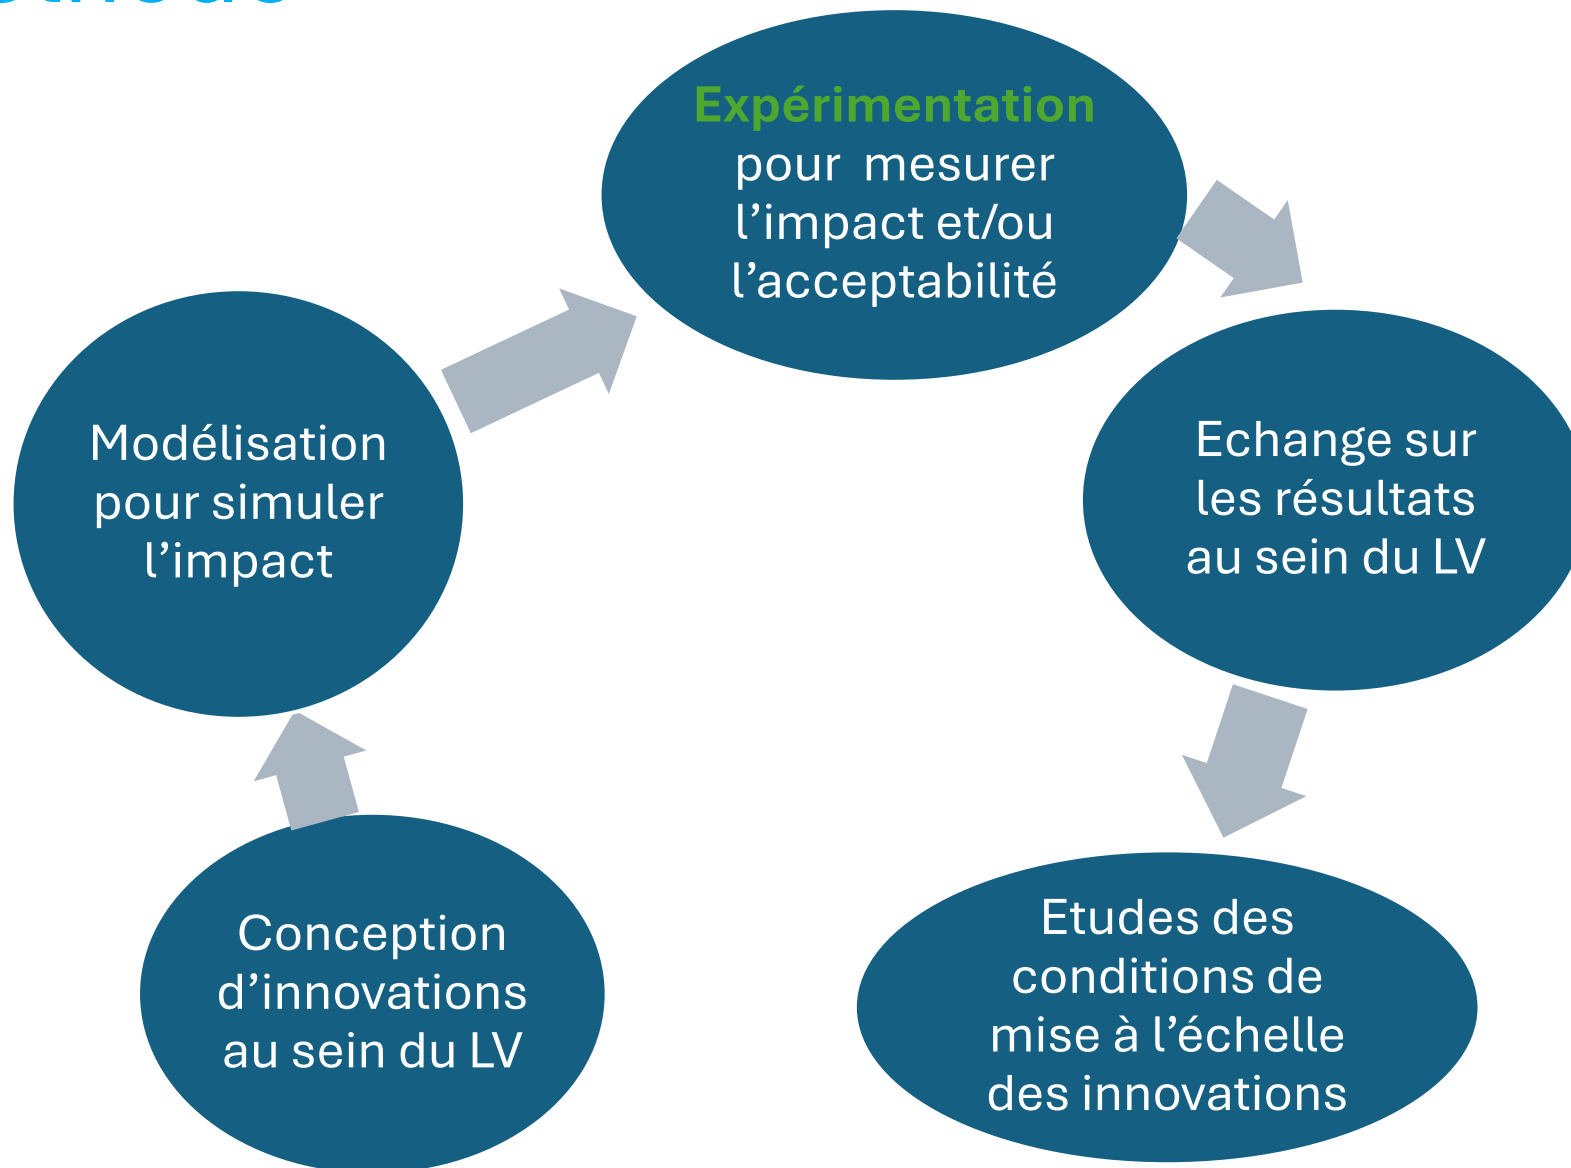 Expérimentation
pour mesurer
l’impact et/ou
l’acceptabilité
Modélisation
pour simuler
l’impact
Echange sur
les résultats
au sein du LV
Conception
d’innovations
au sein du LV
Etudes des
conditions de
mise à l’échelle
des innovations